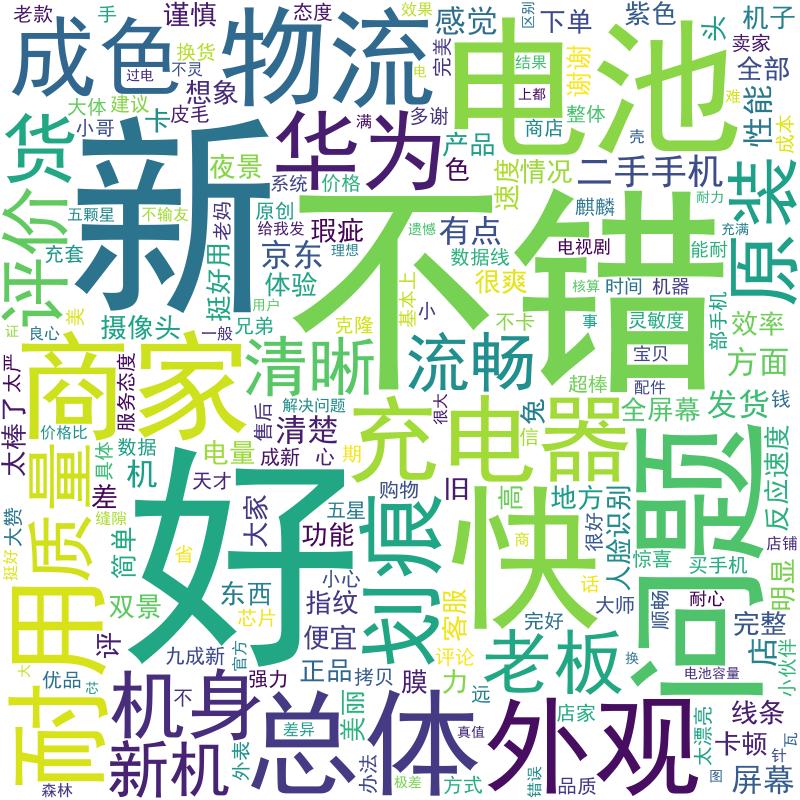 老款
手
谨慎
态度
效果
区别
紫色
机子
成色
物流
感觉
下单
头
卖家
换货
电池
完美
谢谢
结果
全部
过电
不灵
想象
电
上都
难
大体
建议
卡
皮毛
满
多谢
商店
整体
性能
成本
小哥
货
新
华为
产品
壳
夜景
系统
价格
色
速度
情况
二手手机
原装
评价
五颗星
不输友
原创
给我发
老妈
瑕疵
理想
不错
遗憾
有点
麒麟
耐力
电视剧
充满
充套
挺好用
京东
体验
基本上
数据线
很爽
能耐
核算
时间
机器
用户
小
美
良心
摄像头
一般
兄弟
克隆
不卡
事
灵敏度
部手机
效率
宝贝
方面
商家
清晰
流畅
超棒
配件
太严
太棒了
服务态度
解决问题
很大
充电器
兔
全屏幕
发货
钱
价格比
数据
售后
清楚
信
质量
具体
机
电量
成新
心
期
天才
购物
旧
高
地方
问题
反应速度
差
大家
五星
大赞
缝隙
挺好
简单
好
功能
划痕
快
商
很好
人脸识别
惊喜
店铺
买手机
明显
省
小心
话
耐用
双景
东西
芯片
指纹
客服
大师
顺畅
耐心
评
便宜
完好
完整
九成新
官方
老板
评论
店
小伙伴
换
优品
正品
拷贝
膜
力
电池容量
大
强力
机身
不
总体
美丽
远
外观
店家
太漂亮
线条
差异
真值
卡顿
针
瓦
新机
外表
办法
极差
方式
错误
品质
图
屏幕
森林